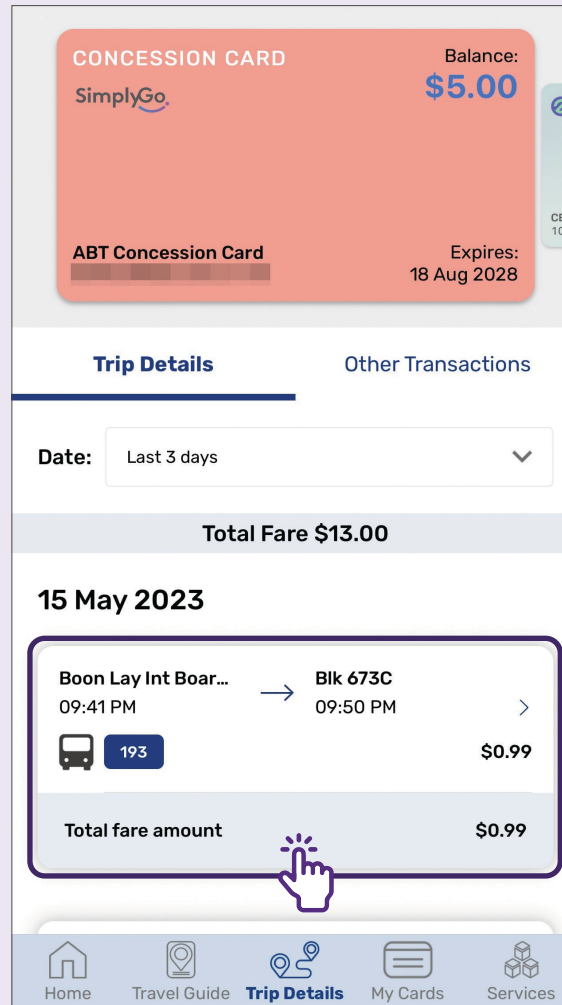 CONCESSION CARD
Balance:
SimplyGo.
$5.00
ABT Concession Card
Expires:
18 Aug 2028
Trip Details
Other Transactions
Date:
Last 3 days
Total Fare $13.00
15 May 2023
Boon Lay Int Boar...
Blk 673C
09:41 PM
09:50 PM
193
$0.99
Total fare amount
$0.99
Home
Travel Guide
Trip Details
My Cards
Services